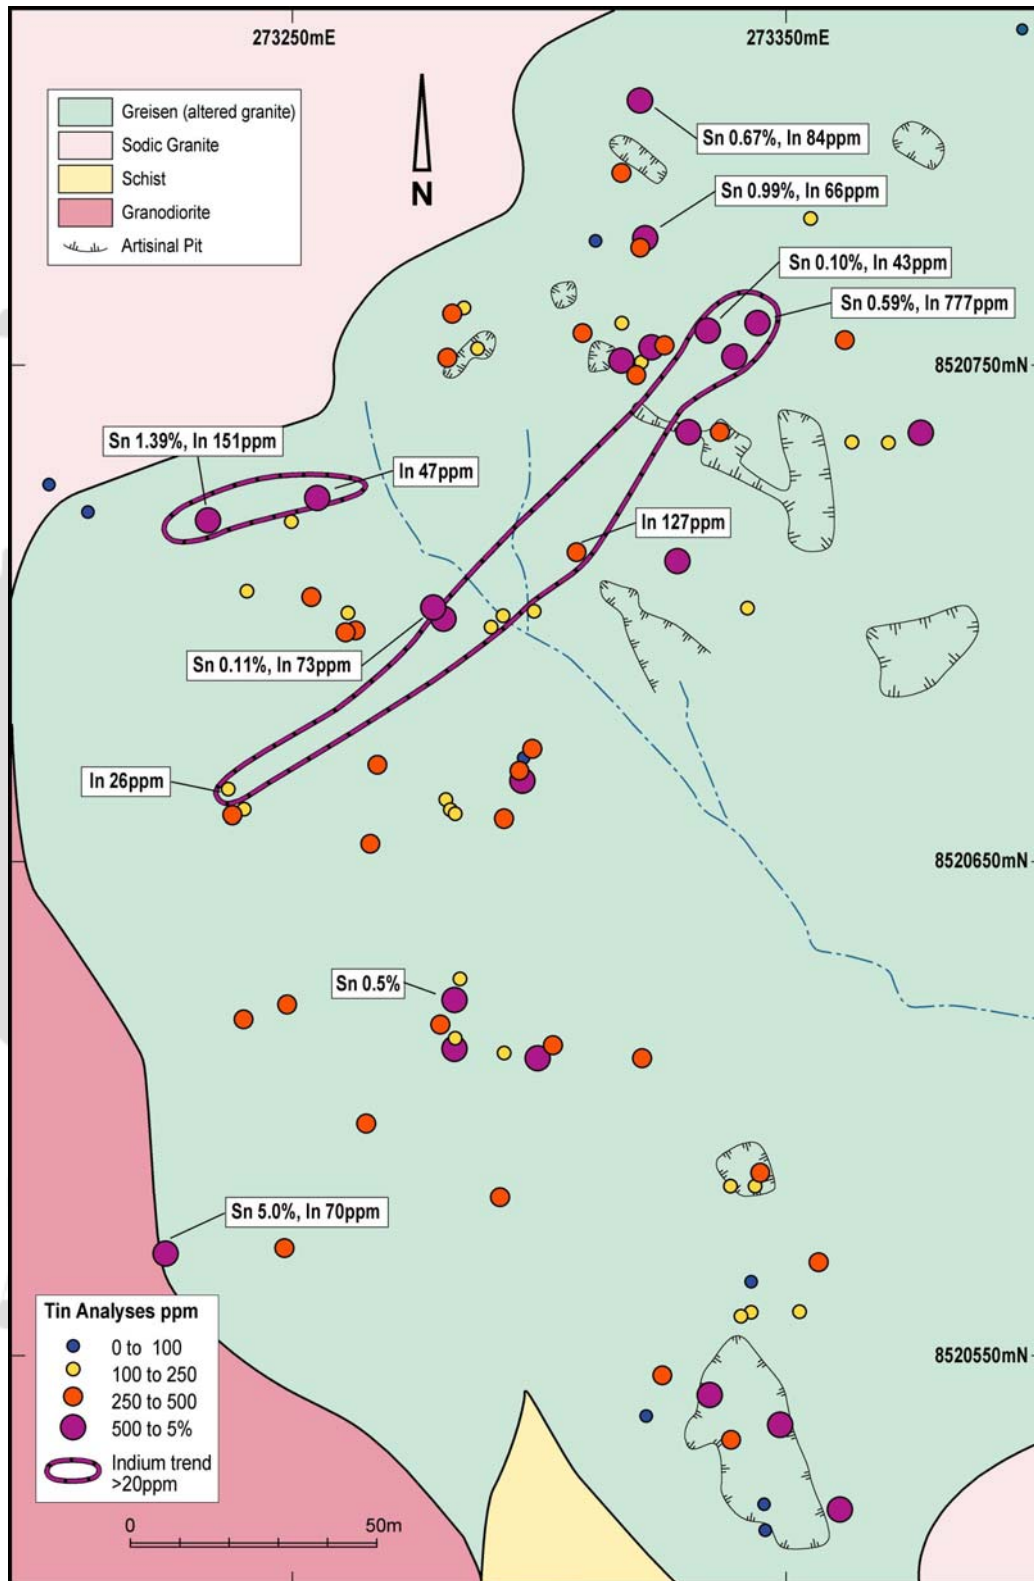 273250mE
273350mE
Greisen (altered granite)
Sodic Granite
Schist
Granodiorite
Artisinal Pit
N
Sn 0.67%, In 84ppm
Sn 0.99%, In 66ppm
Sn 0.10%, In 43ppm
Sn 0.59%, In 777ppm
8520750mN
Sn 1.39%, In 151ppm
In 47ppm
In 127ppm
Sn 0.11%, In 73ppm
In 26ppm
8520650mN
Sn 0.5%
Sn 5.0%, In 70ppm
8520550mN
Tin Analyses ppm
0 to 100
100 to 250
250 to 500
500 to 5%
Indium trend
>20ppm
0
50m